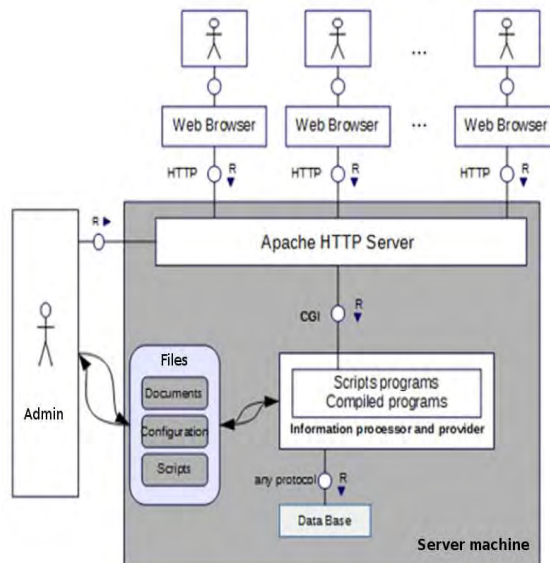 ...
Web Browser
Web Browser
...
Web Browser
HTTP
R
HTTP
R
HTTP
R
R
Apache HTTP Server
CGI
R
Files
Documents
Configuration
Scripts
Admin
Scripts programs
Compiled programs
Information processor and provider
any protocol
R
Data Base
Server machine